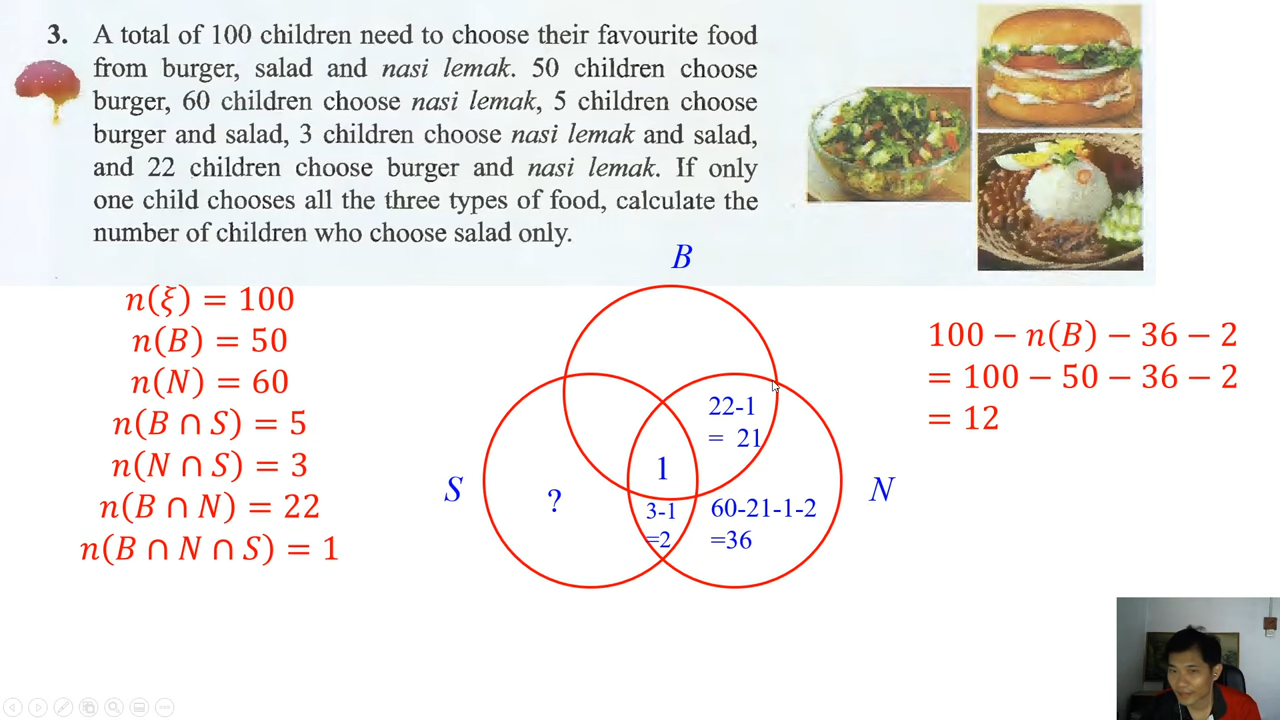 3. A total of 100 children need to choose their favourite food
from burger, salad and nasi lemak. 50 children choose
burger, 60 children choose nasi lemak, 5 children choose
burger and salad, 3 children choose nasi lemak and salad,
and 22 children choose burger and nasi lemak. If only
one child chooses all the three types of food, calculate the
number of children who choose salad only.
n(ξ) = 100
n(B) = 50
n(N) = 60
n(B ∩ S) = 5
n(N ∩ S) = 3
n(B ∩ N) = 22
n(B ∩ N ∩ S) = 1
B
22-1
= 21
1
S
?
3-1
=2
60-21-1-2
=36
N
100 − n(B) − 36 − 2
= 100 − 50 − 36 − 2
= 12